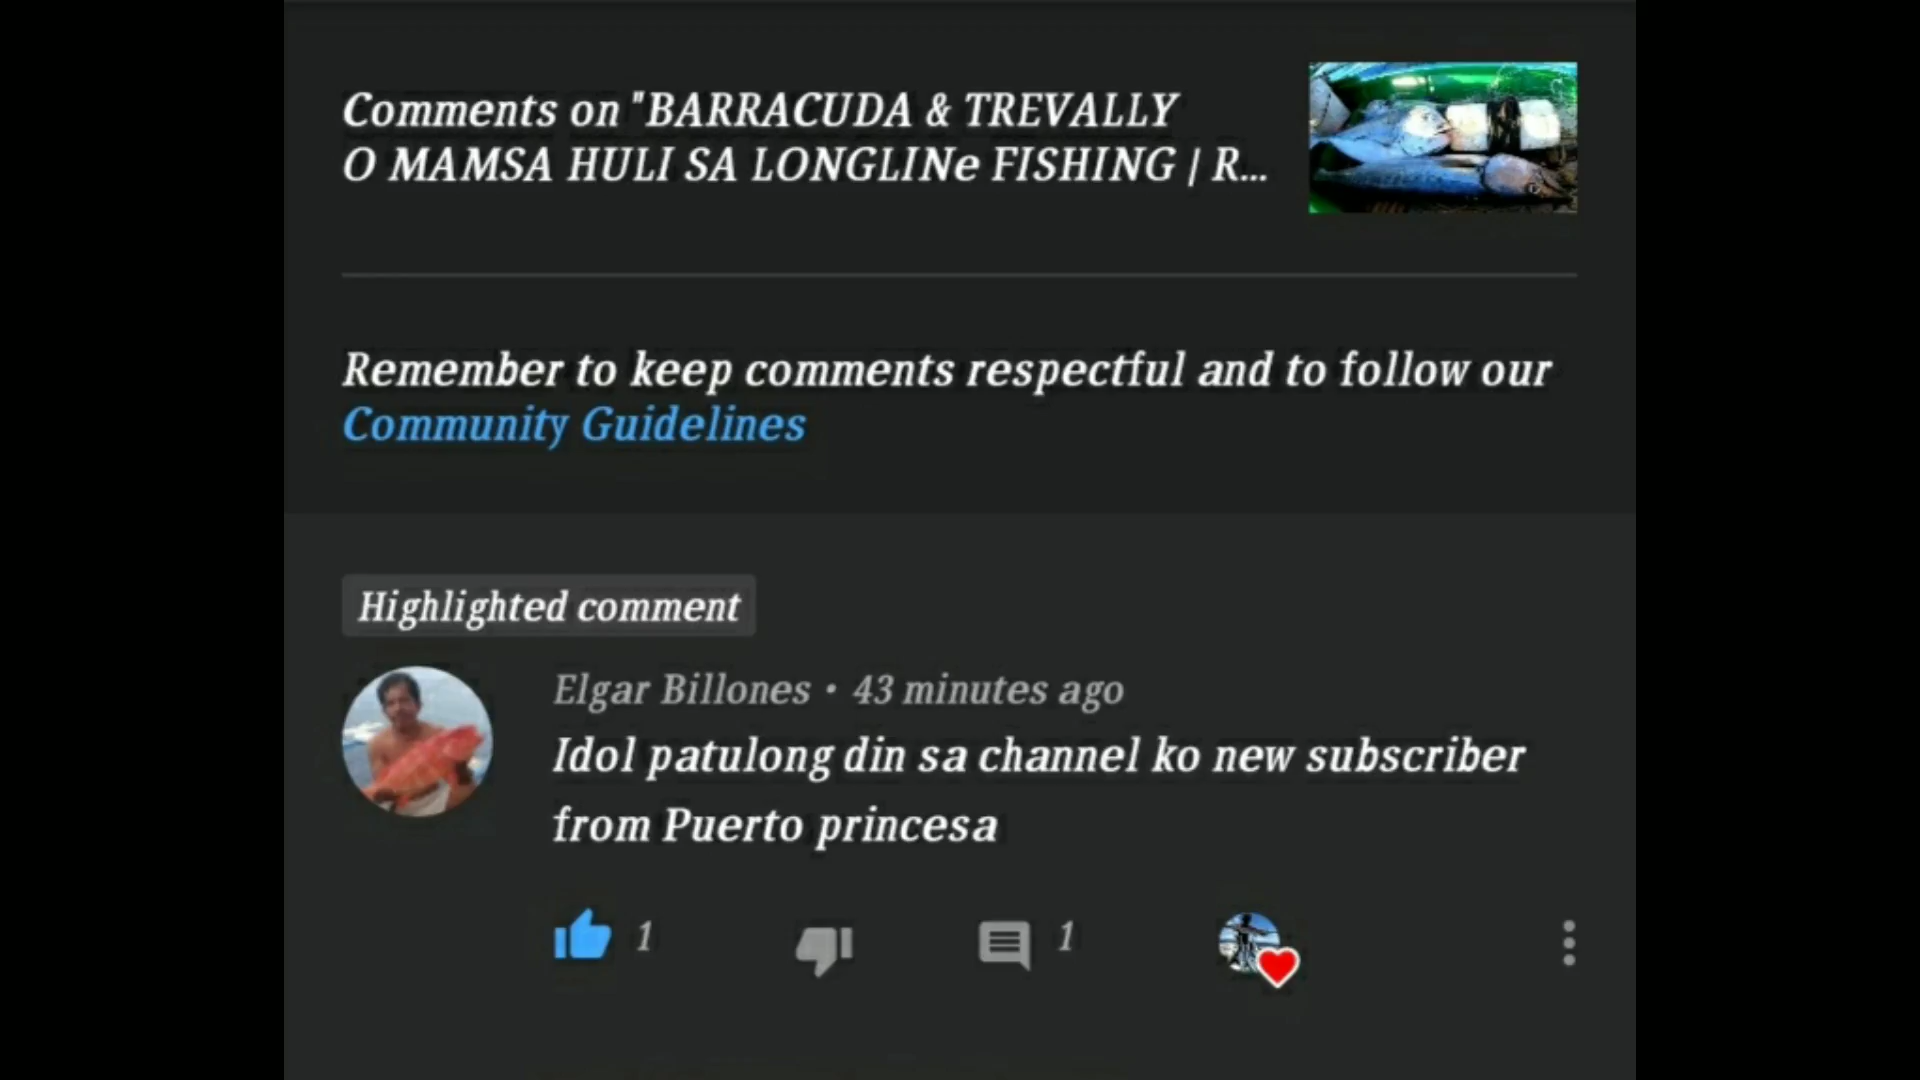 Comments on "BARRACUDA & TREVALLY
O MAMSA HULI SA LONGLINe FISHING | R...
Remember to keep comments respectful and to follow our
Community Guidelines
Highlighted comment
Elgar Billones • 43 minutes ago
Idol patulong din sa channel ko new subscriber
from Puerto princesa
1 1